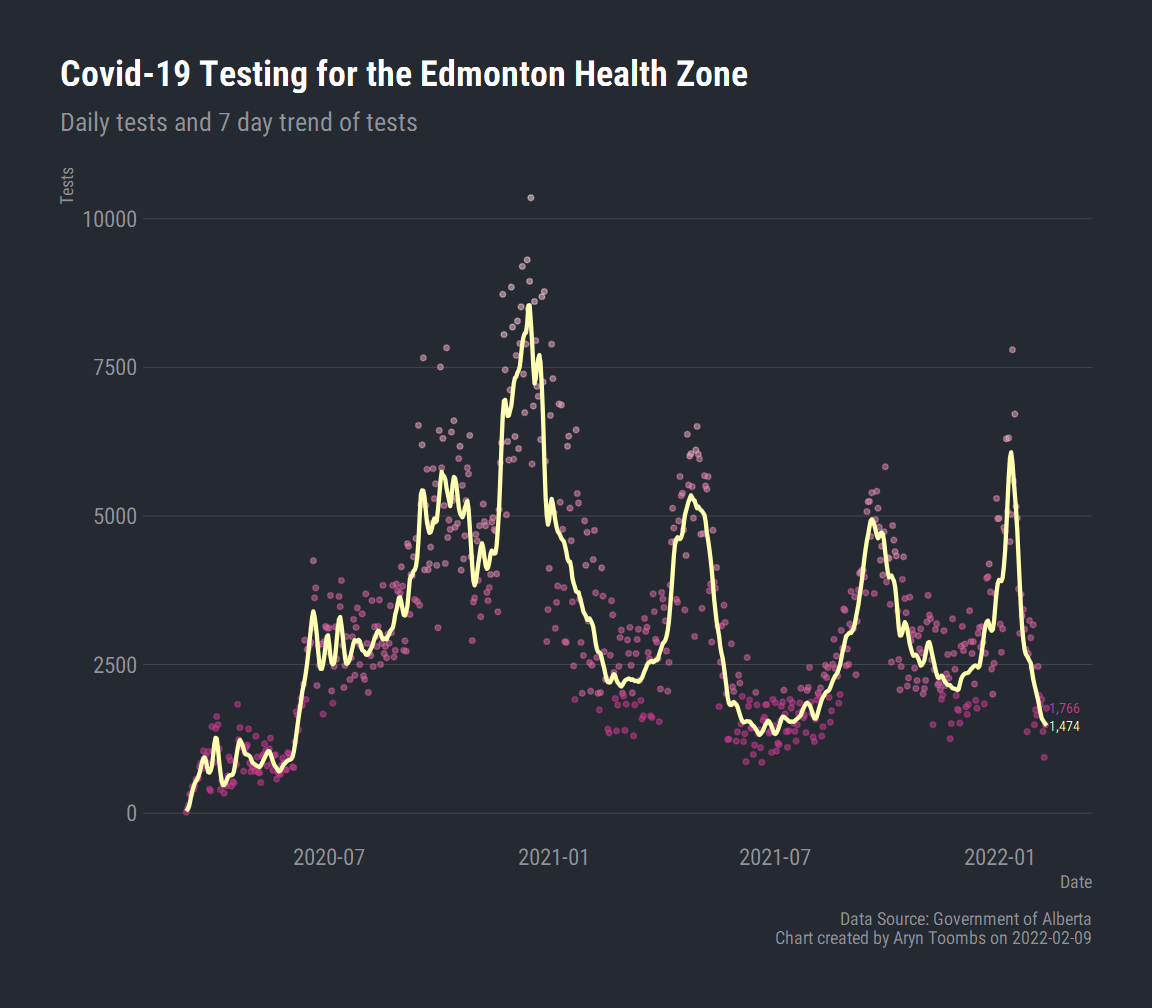 Covid-19 Testing for the Edmonton Health Zone
Daily tests and 7 day trend of tests
Tests
10000
7500
5000
2500
0
1,766
1,474
2020-07
2021-01
2021-07
2022-01
Date
Data Source: Government of Alberta
Chart created by Aryn Toombs on 2022-02-09